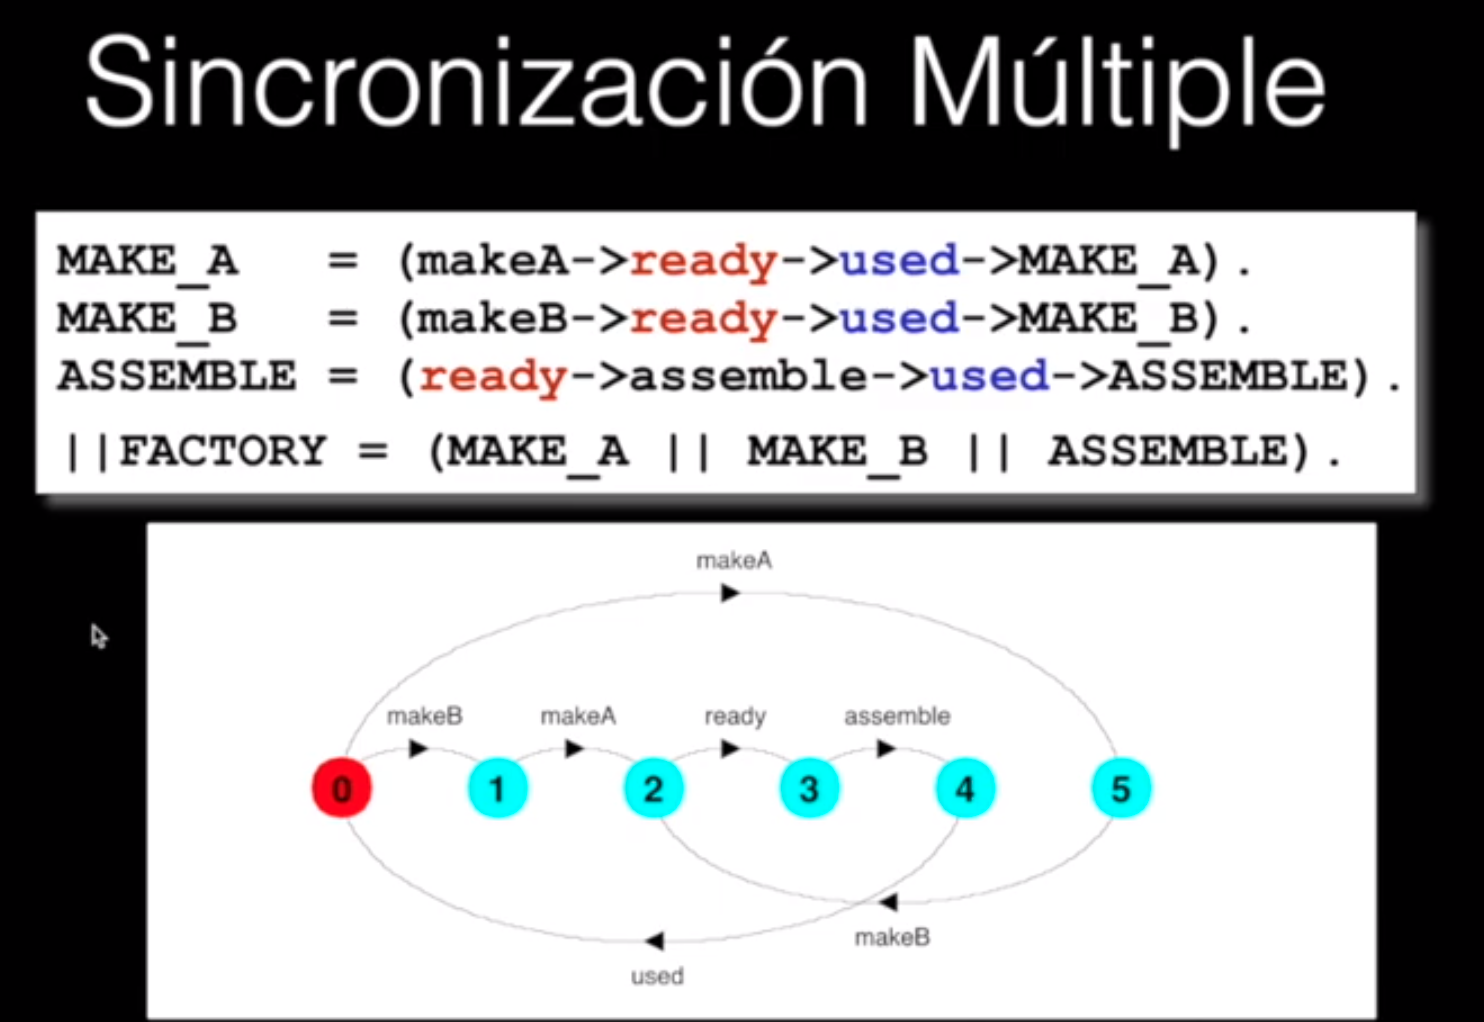 Sincronización Múltiple
MAKE_A = (makeA->ready->used->MAKE_A).
MAKE_B = (makeB->ready->used->MAKE_B).
ASSEMBLE = (ready->assemble->used->ASSEMBLE).
||FACTORY = (MAKE_A || MAKE_B || ASSEMBLE).
makeA
makeB makeA ready assemble
0 1 2 3 4 5
makeB
used